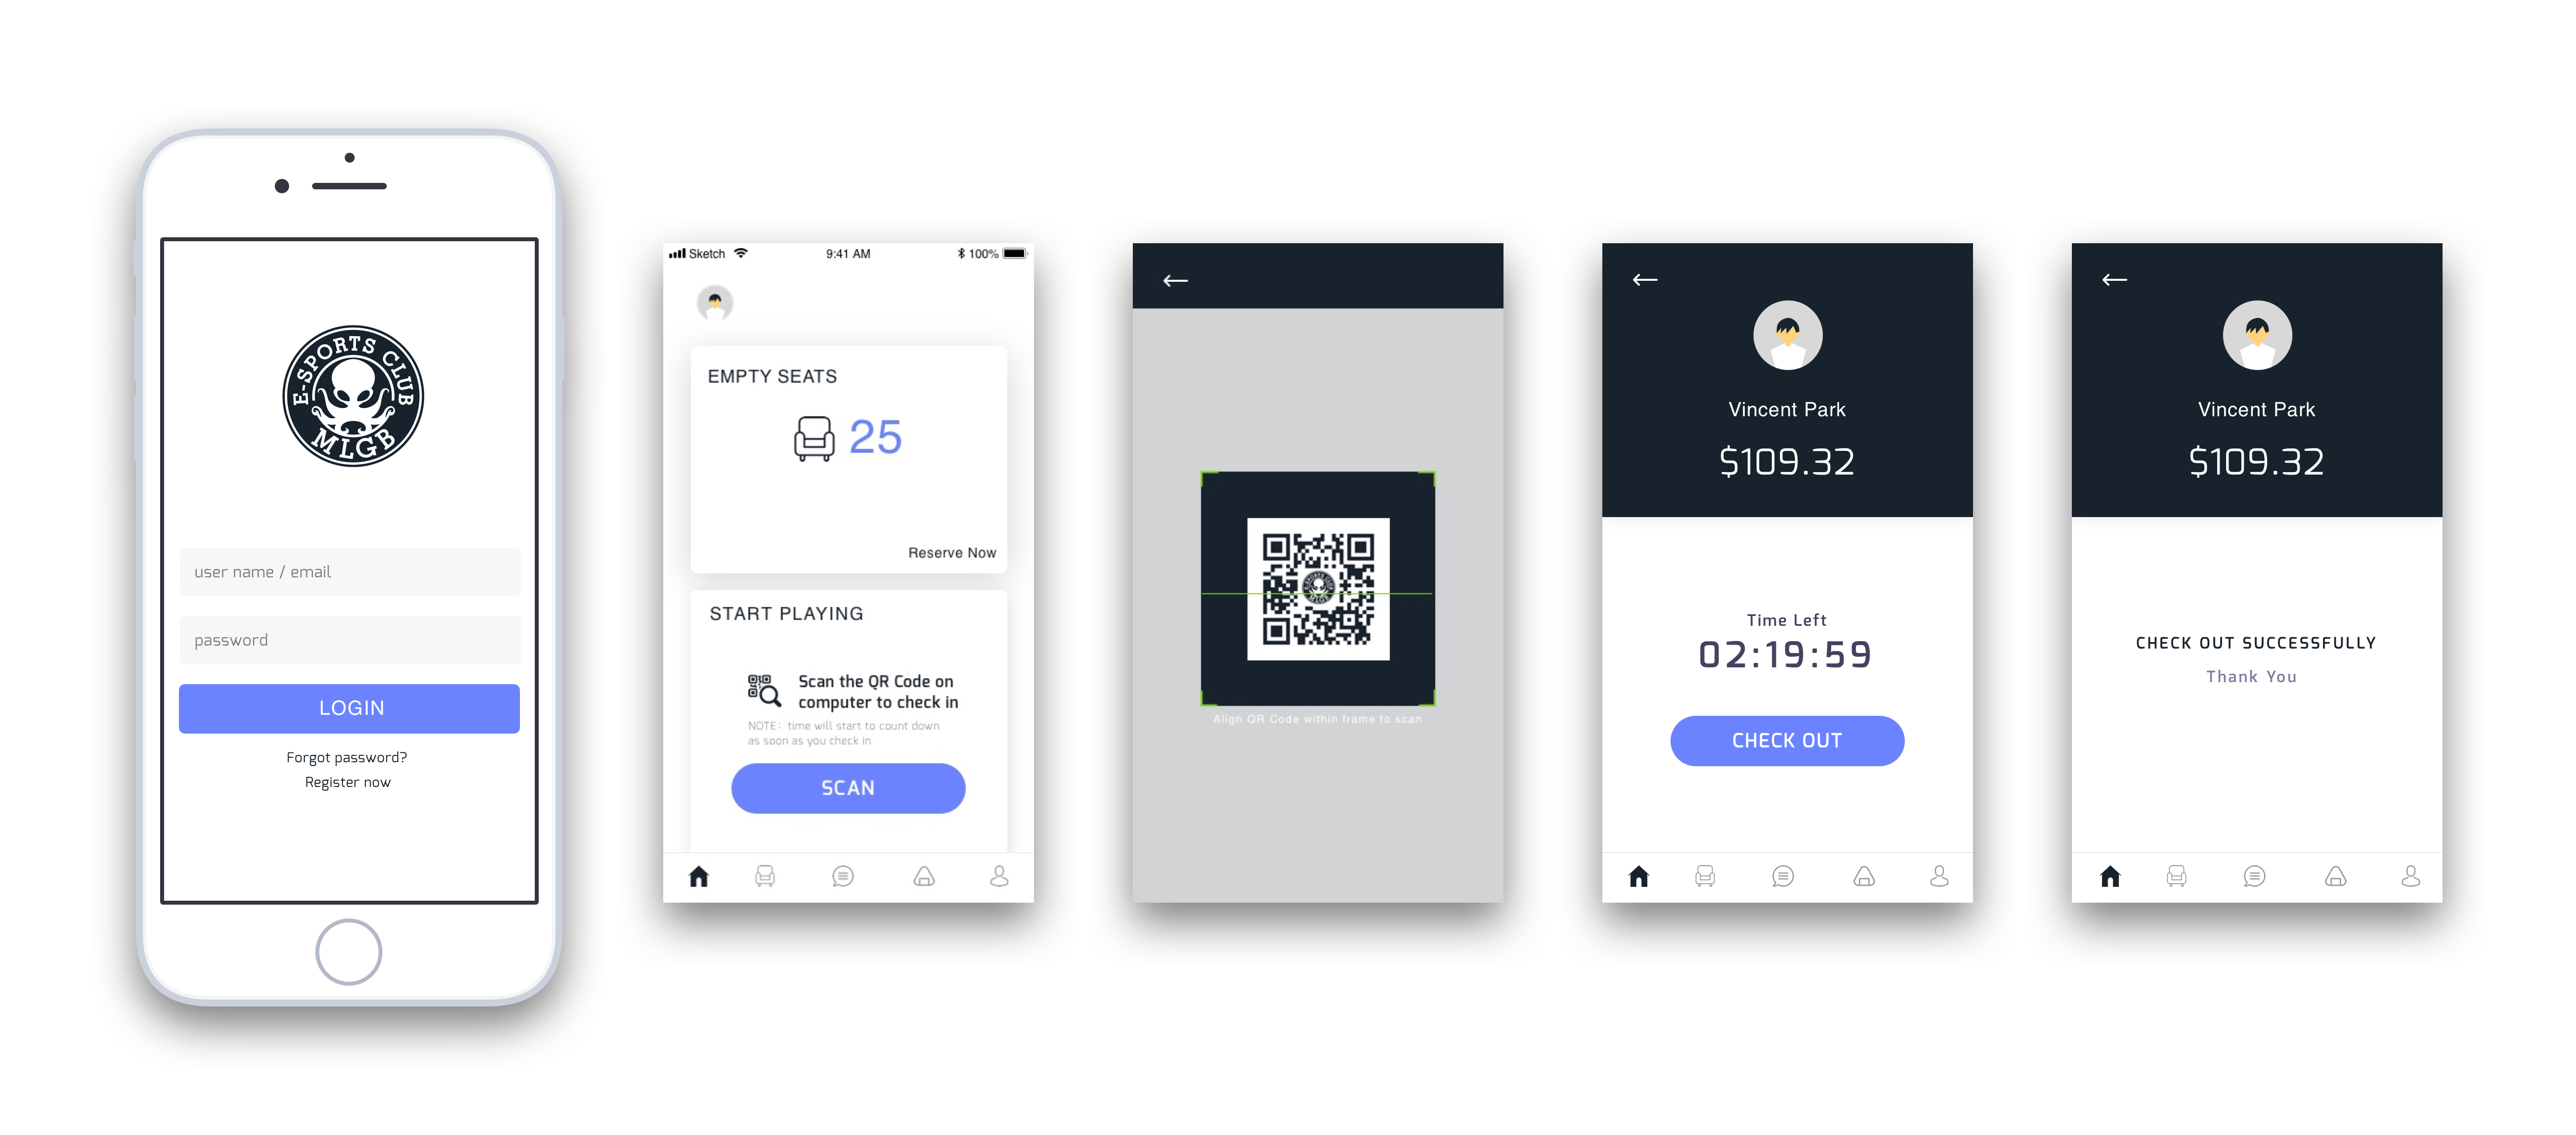 E-SPORTS CLUB
MLGB
user name / email
password
LOGIN
Forgot password?
Register now
Sketch 9:41 AM 100%
EMPTY SEATS
25
Reserve Now
START PLAYING
Scan the QR Code on
computer to check in
NOTE: time will start to count down
as soon as you check in
SCAN
E-SPORTS CLUB
MLGB
Align QR Code within frame to scan
Vincent Park
$109.32
Time Left
02:19:59
CHECK OUT
Vincent Park
$109.32
CHECK OUT SUCCESSFULLY
Thank You